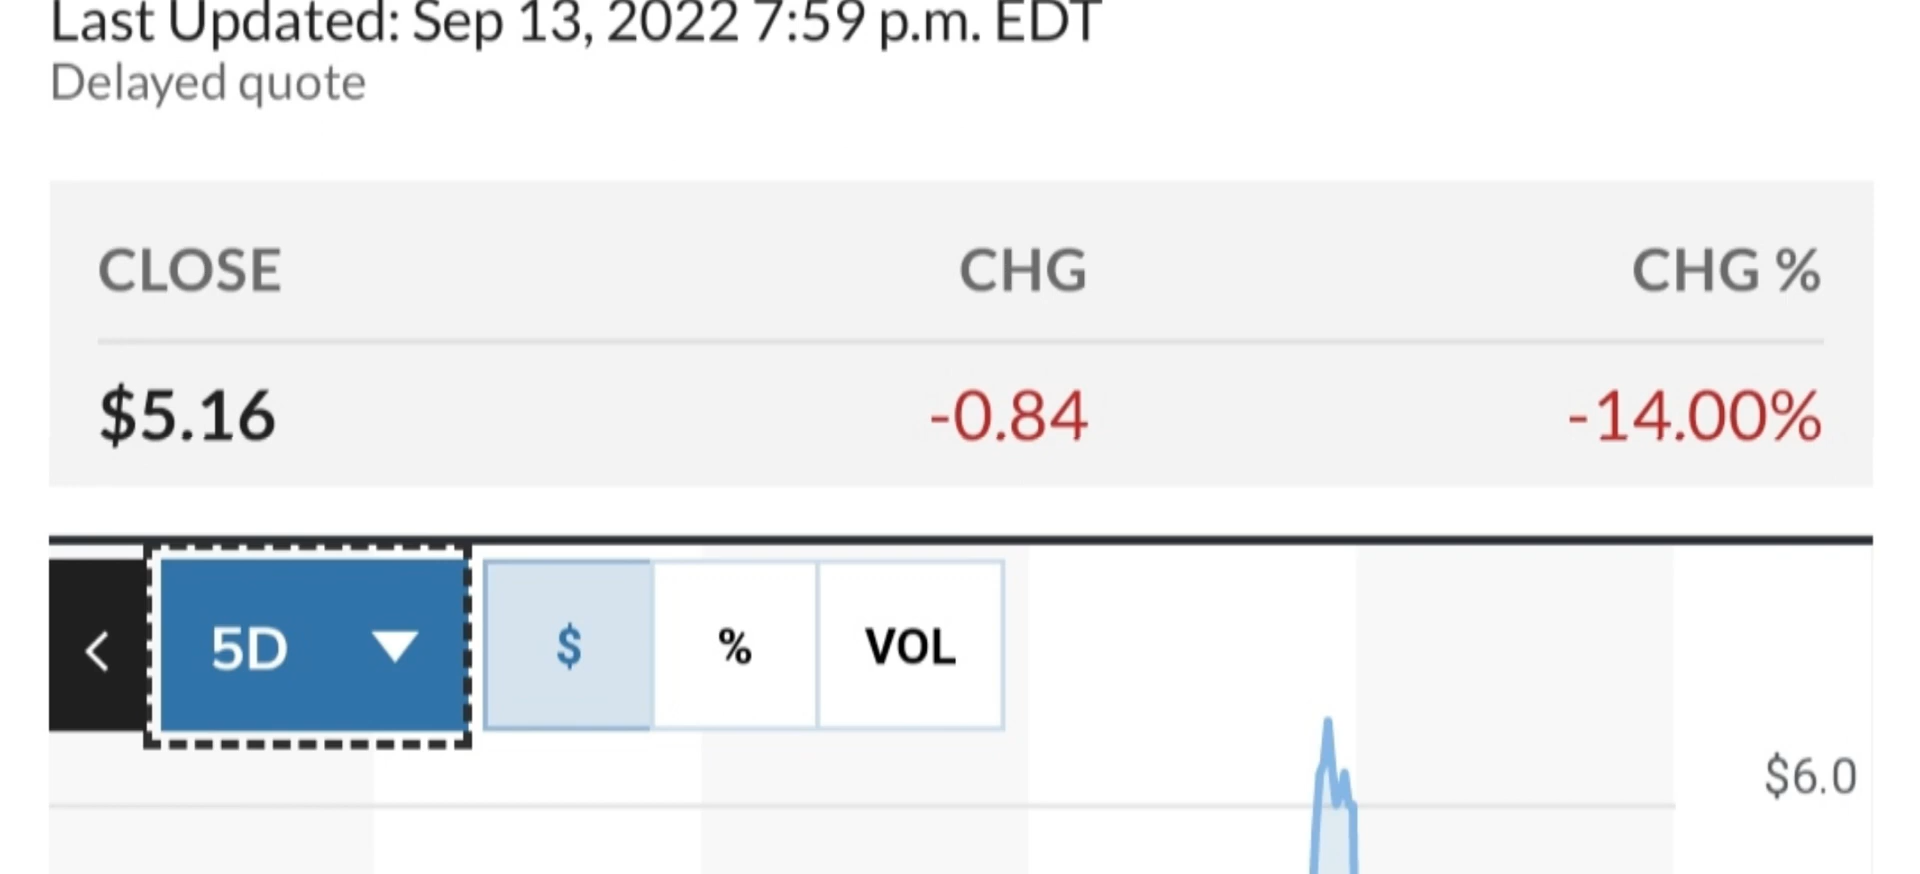 Last Updated: Sep 13, 2022 7:59 p.m. EDT
Delayed quote
CLOSE CHG CHG %
$5.16 -0.84 -14.00%
5D $ % VOL
$6.0